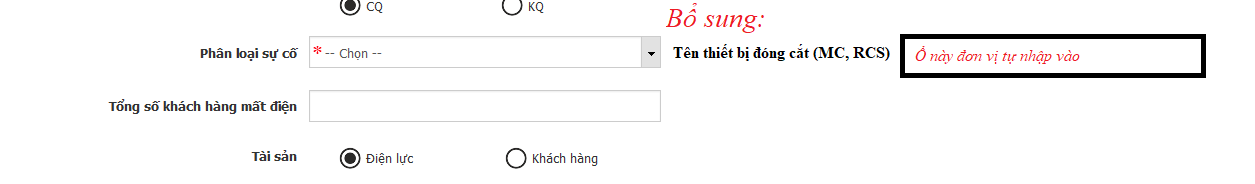 CQ KQ Bổ sung:
Phân loại sự cố * -- Chọn -- Tên thiết bị đóng cắt (MC, RCS) Ố này đơn vị tự nhập vào
Tổng số khách hàng mất điện
Tài sản Điện lực Khách hàng